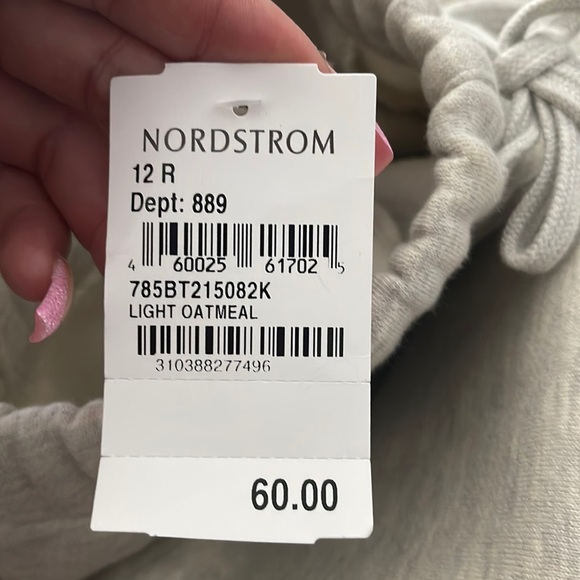 NORDSTROM
12 R
Dept: 889
4 60025 61702 5
785BT215082K
LIGHT OATMEAL
310388277496
60.00